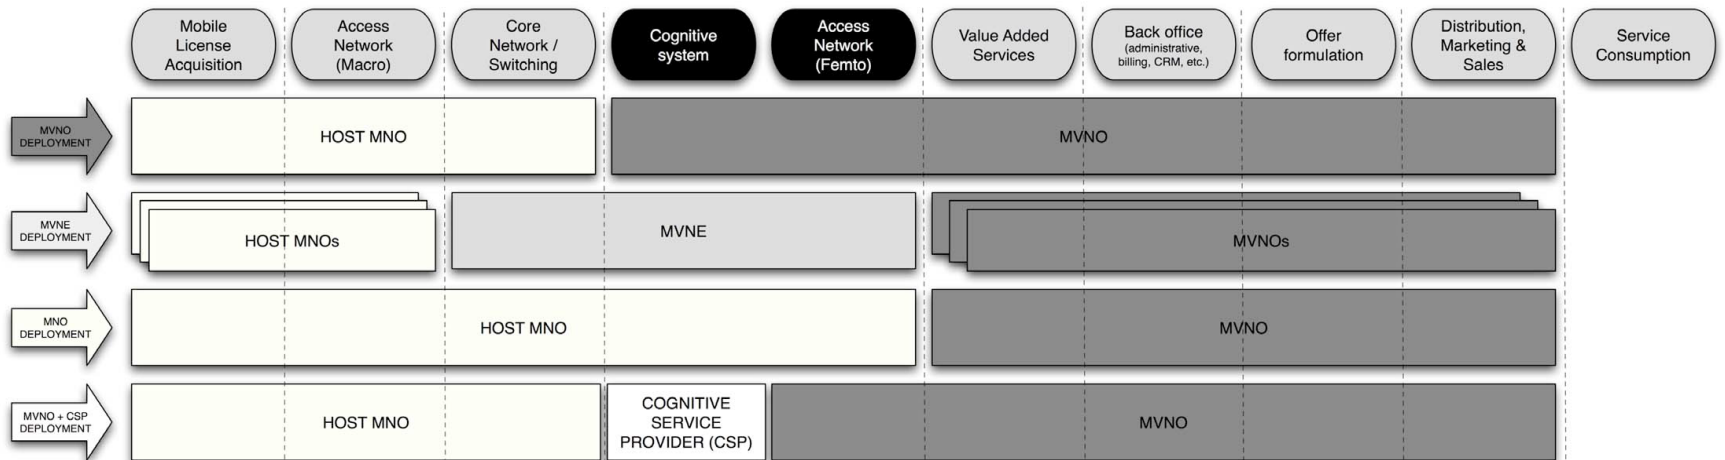 Mobile
License
Acquisition
Access
Network
(Macro)
Core
Network /
Switching
Cognitive
system
Access
Network
(Femto)
Value Added
Services
Back office
(administrative,
billing, CRM, etc.)
Offer
formulation
Distribution,
Marketing &
Sales
Service
Consumption
MVNO
DEPLOYMENT
HOST MNO
MVNO
MVNE
DEPLOYMENT
HOST MNOs
MVNE
MVNOs
MNO
DEPLOYMENT
HOST MNO
MVNO
MVNO + CSP
DEPLOYMENT
HOST MNO
COGNITIVE
SERVICE
PROVIDER (CSP)
MVNO